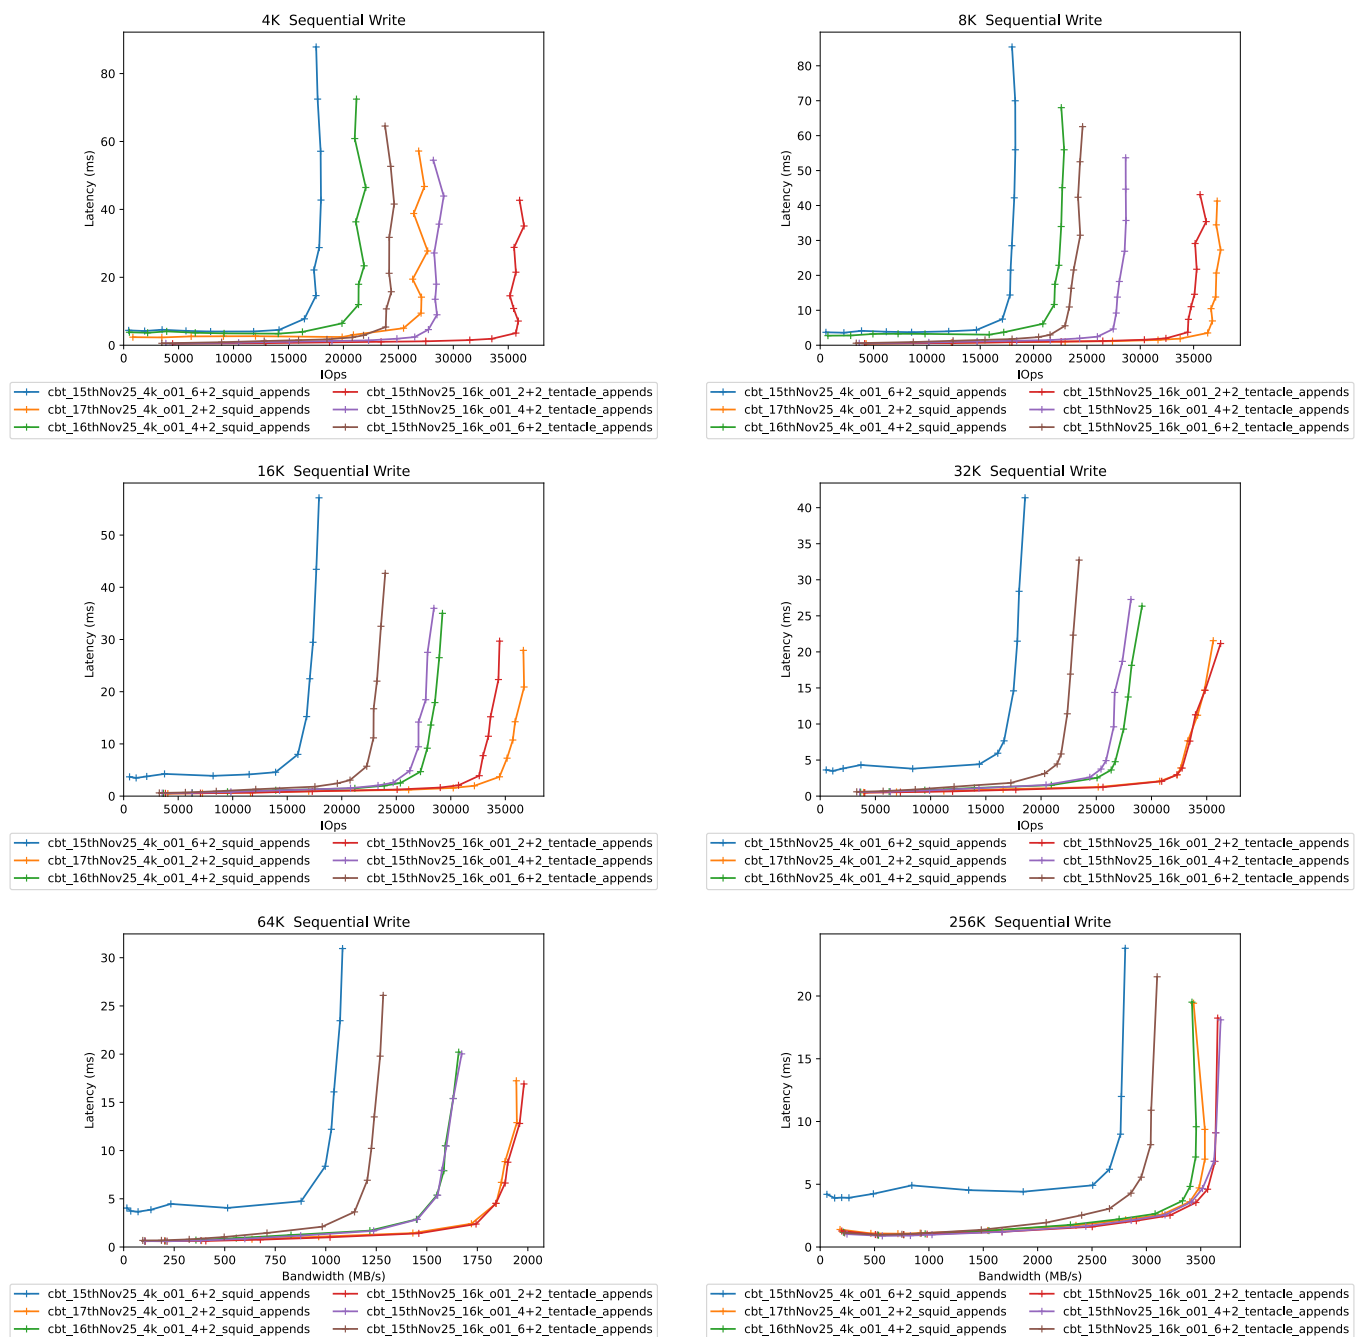 4K  Sequential Write
Latency (ms)
0 20 40 60 80
0 5000 10000 15000 20000 25000 30000 35000
IOps
cbt_15thNov25_4k_o01_6+2_squid_appends cbt_15thNov25_16k_o01_2+2_tentacle_appends
cbt_17thNov25_4k_o01_2+2_squid_appends cbt_15thNov25_16k_o01_4+2_tentacle_appends
cbt_16thNov25_4k_o01_4+2_squid_appends cbt_15thNov25_16k_o01_6+2_tentacle_appends
8K  Sequential Write
Latency (ms)
0 10 20 30 40 50 60 70 80
0 5000 10000 15000 20000 25000 30000 35000
IOps
cbt_15thNov25_4k_o01_6+2_squid_appends cbt_15thNov25_16k_o01_2+2_tentacle_appends
cbt_17thNov25_4k_o01_2+2_squid_appends cbt_15thNov25_16k_o01_4+2_tentacle_appends
cbt_16thNov25_4k_o01_4+2_squid_appends cbt_15thNov25_16k_o01_6+2_tentacle_appends
16K  Sequential Write
Latency (ms)
0 10 20 30 40 50
0 5000 10000 15000 20000 25000 30000 35000
IOps
cbt_15thNov25_4k_o01_6+2_squid_appends cbt_15thNov25_16k_o01_2+2_tentacle_appends
cbt_17thNov25_4k_o01_2+2_squid_appends cbt_15thNov25_16k_o01_4+2_tentacle_appends
cbt_16thNov25_4k_o01_4+2_squid_appends cbt_15thNov25_16k_o01_6+2_tentacle_appends
32K  Sequential Write
Latency (ms)
0 5 10 15 20 25 30 35 40
0 5000 10000 15000 20000 25000 30000 35000
IOps
cbt_15thNov25_4k_o01_6+2_squid_appends cbt_15thNov25_16k_o01_2+2_tentacle_appends
cbt_17thNov25_4k_o01_2+2_squid_appends cbt_15thNov25_16k_o01_4+2_tentacle_appends
cbt_16thNov25_4k_o01_4+2_squid_appends cbt_15thNov25_16k_o01_6+2_tentacle_appends
64K  Sequential Write
Latency (ms)
0 5 10 15 20 25 30
0 250 500 750 1000 1250 1500 1750 2000
Bandwidth (MB/s)
cbt_15thNov25_4k_o01_6+2_squid_appends cbt_15thNov25_16k_o01_2+2_tentacle_appends
cbt_17thNov25_4k_o01_2+2_squid_appends cbt_15thNov25_16k_o01_4+2_tentacle_appends
cbt_16thNov25_4k_o01_4+2_squid_appends cbt_15thNov25_16k_o01_6+2_tentacle_appends
256K  Sequential Write
Latency (ms)
0 5 10 15 20
0 500 1000 1500 2000 2500 3000 3500
Bandwidth (MB/s)
cbt_15thNov25_4k_o01_6+2_squid_appends cbt_15thNov25_16k_o01_2+2_tentacle_appends
cbt_17thNov25_4k_o01_2+2_squid_appends cbt_15thNov25_16k_o01_4+2_tentacle_appends
cbt_16thNov25_4k_o01_4+2_squid_appends cbt_15thNov25_16k_o01_6+2_tentacle_appends